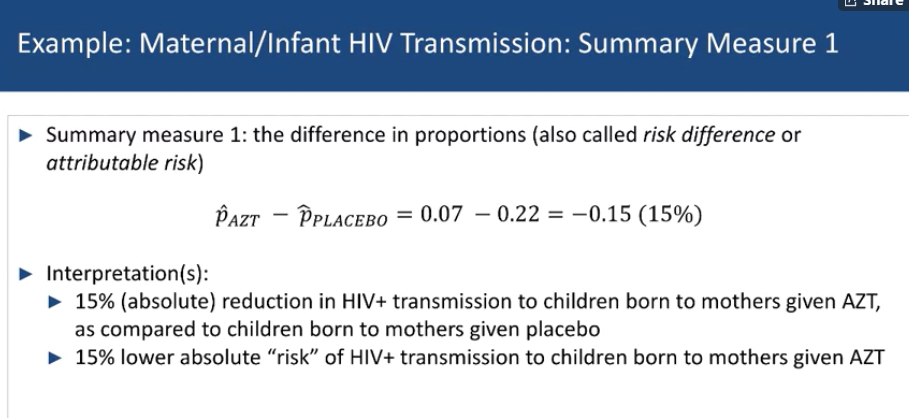 Share
Example: Maternal/Infant HIV Transmission: Summary Measure 1
► Summary measure 1: the difference in proportions (also called risk difference or
attributable risk)
p̂AZT − p̂PLACEBO = 0.07 − 0.22 = −0.15 (15%)
► Interpretation(s):
► 15% (absolute) reduction in HIV+ transmission to children born to mothers given AZT,
as compared to children born to mothers given placebo
► 15% lower absolute “risk” of HIV+ transmission to children born to mothers given AZT